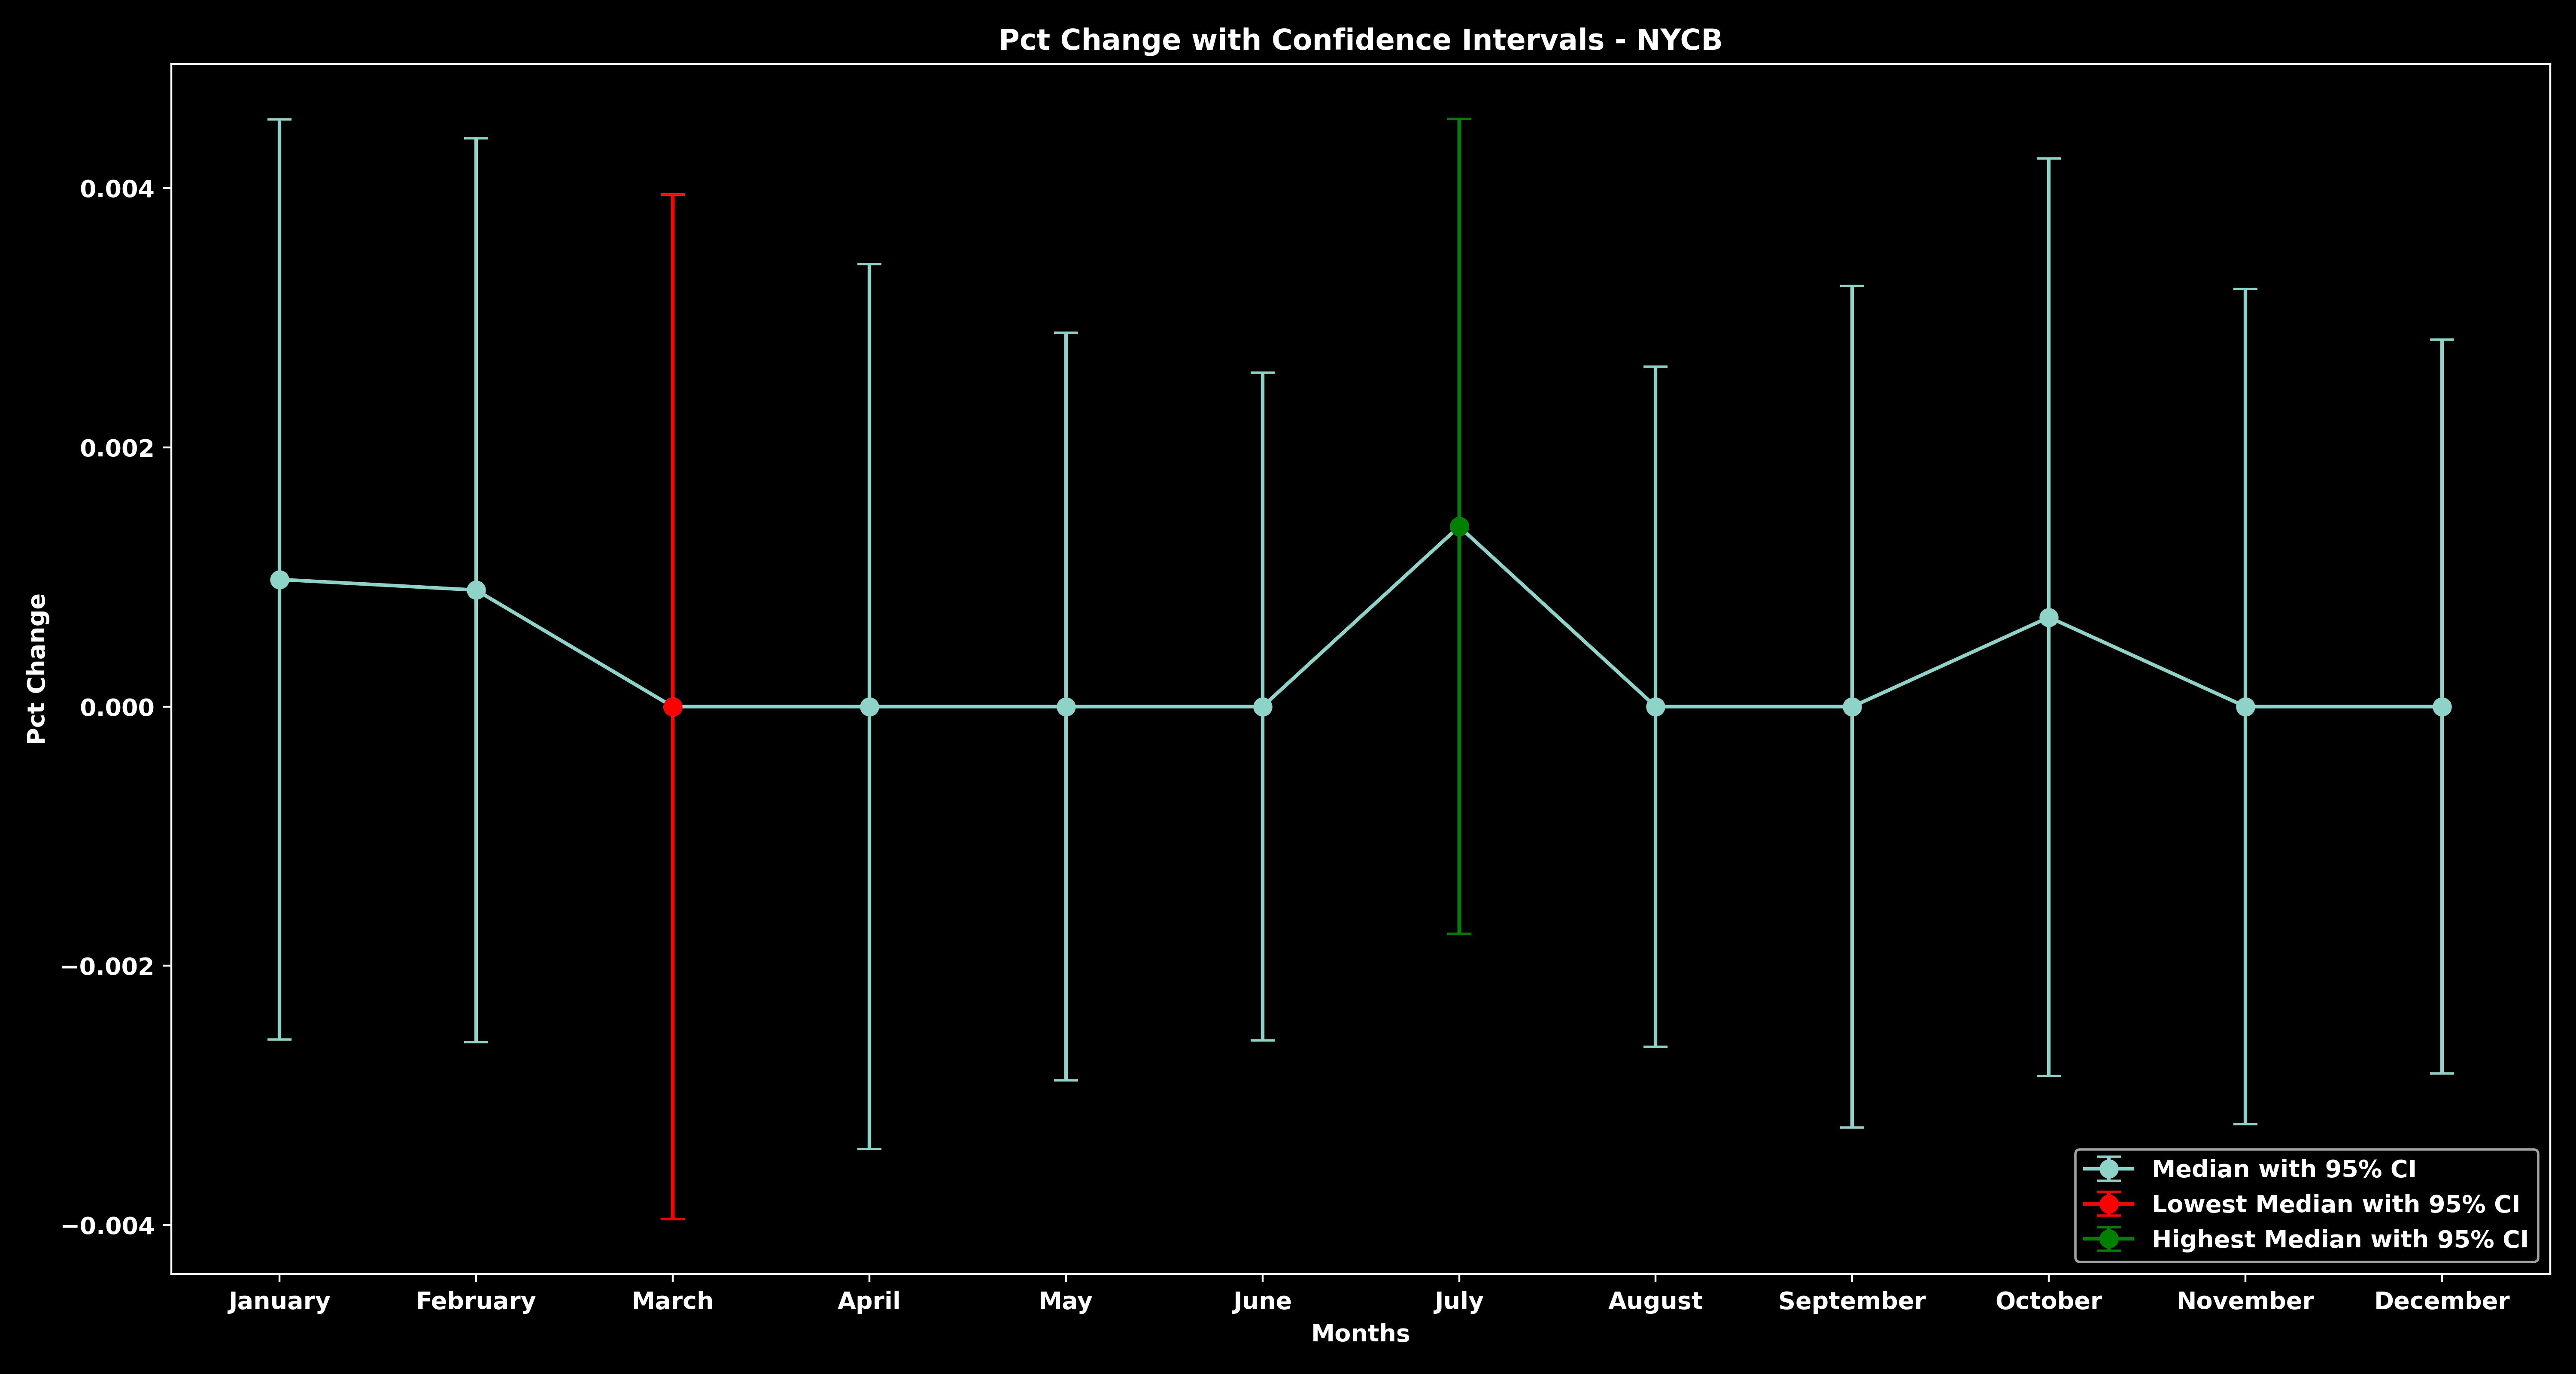 Pct Change with Confidence Intervals - NYCB
Pct Change
0.004
0.002
0.000
−0.002
−0.004
January February March April May June July August September October November December
Months
Median with 95% CI
Lowest Median with 95% CI
Highest Median with 95% CI